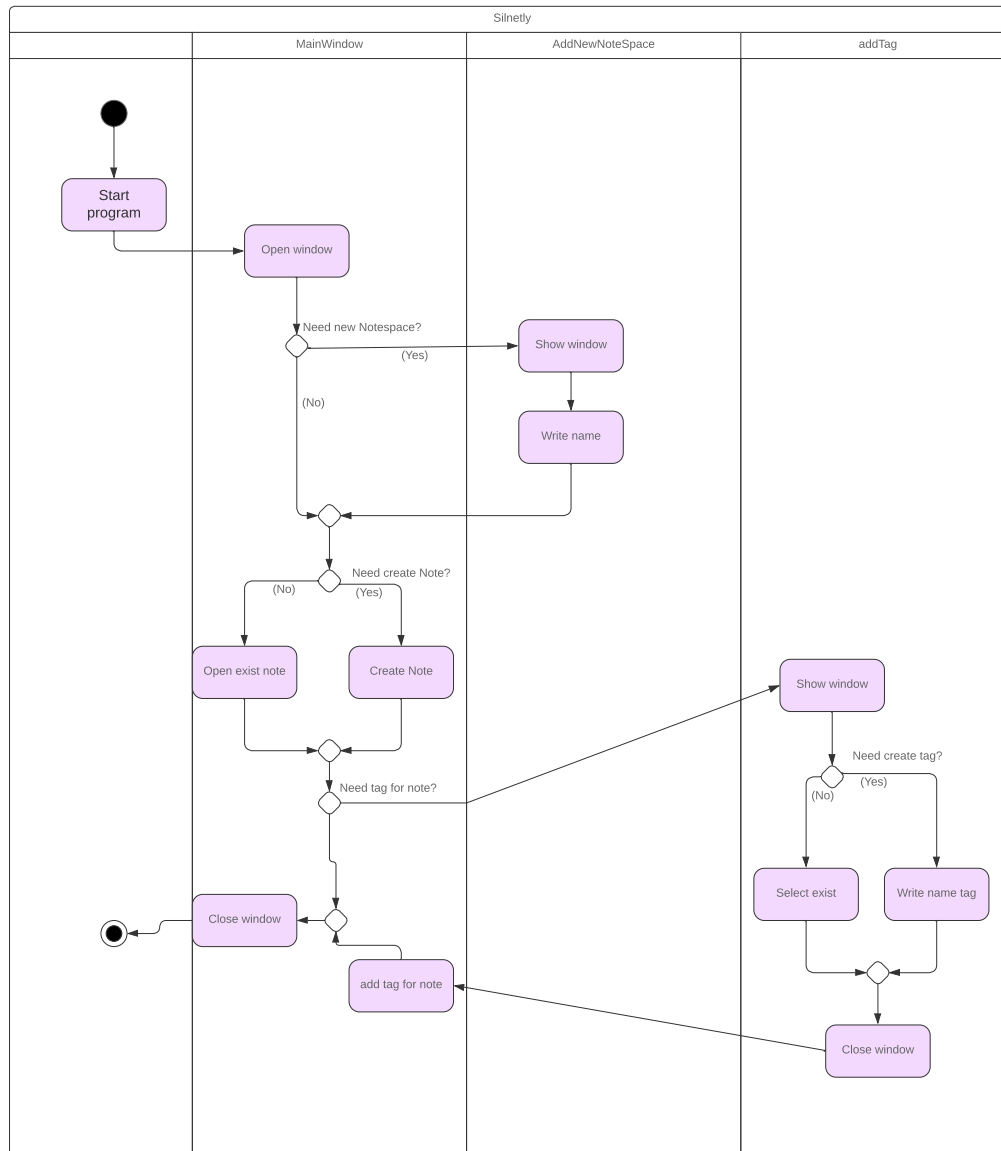 Silnetly
MainWindow
AddNewNoteSpace
addTag
Start
program
Open window
Need new Notespace?
(Yes)
Show window
(No)
Write name
Need create Note?
(No)
(Yes)
Open exist note
Create Note
Show window
Need create tag?
(No)
(Yes)
Need tag for note?
Select exist
Write name tag
Close window
add tag for note
Close window